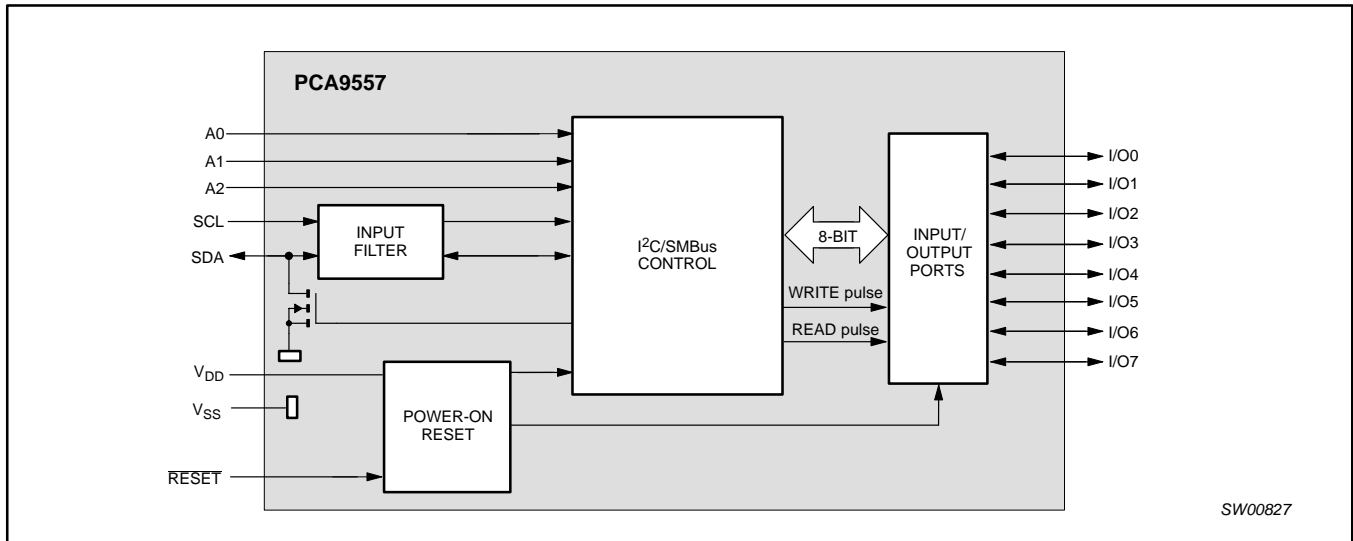 PCA9557
A0
A1
A2
SCL
SDA
INPUT
FILTER
I²C/SMBus
CONTROL
8-BIT
WRITE pulse
READ pulse
INPUT/
OUTPUT
PORTS
I/O0
I/O1
I/O2
I/O3
I/O4
I/O5
I/O6
I/O7
VDD
VSS
RESET
POWER-ON
RESET
SW00827